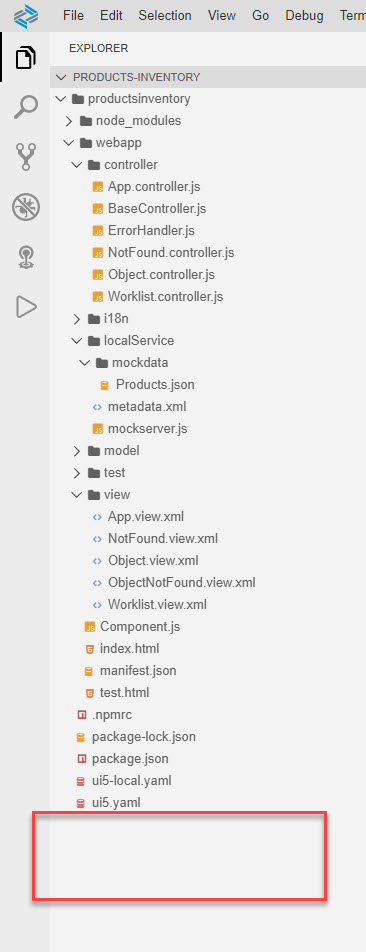 File Edit Selection View Go Debug Term
EXPLORER
PRODUCTS-INVENTORY
productsinventory
node_modules
webapp
controller
App.controller.js
BaseController.js
ErrorHandler.js
NotFound.controller.js
Object.controller.js
Worklist.controller.js
i18n
localService
mockdata
Products.json
metadata.xml
mockserver.js
model
test
view
App.view.xml
NotFound.view.xml
Object.view.xml
ObjectNotFound.view.xml
Worklist.view.xml
Component.js
index.html
manifest.json
test.html
.npmrc
package-lock.json
package.json
ui5-local.yaml
ui5.yaml